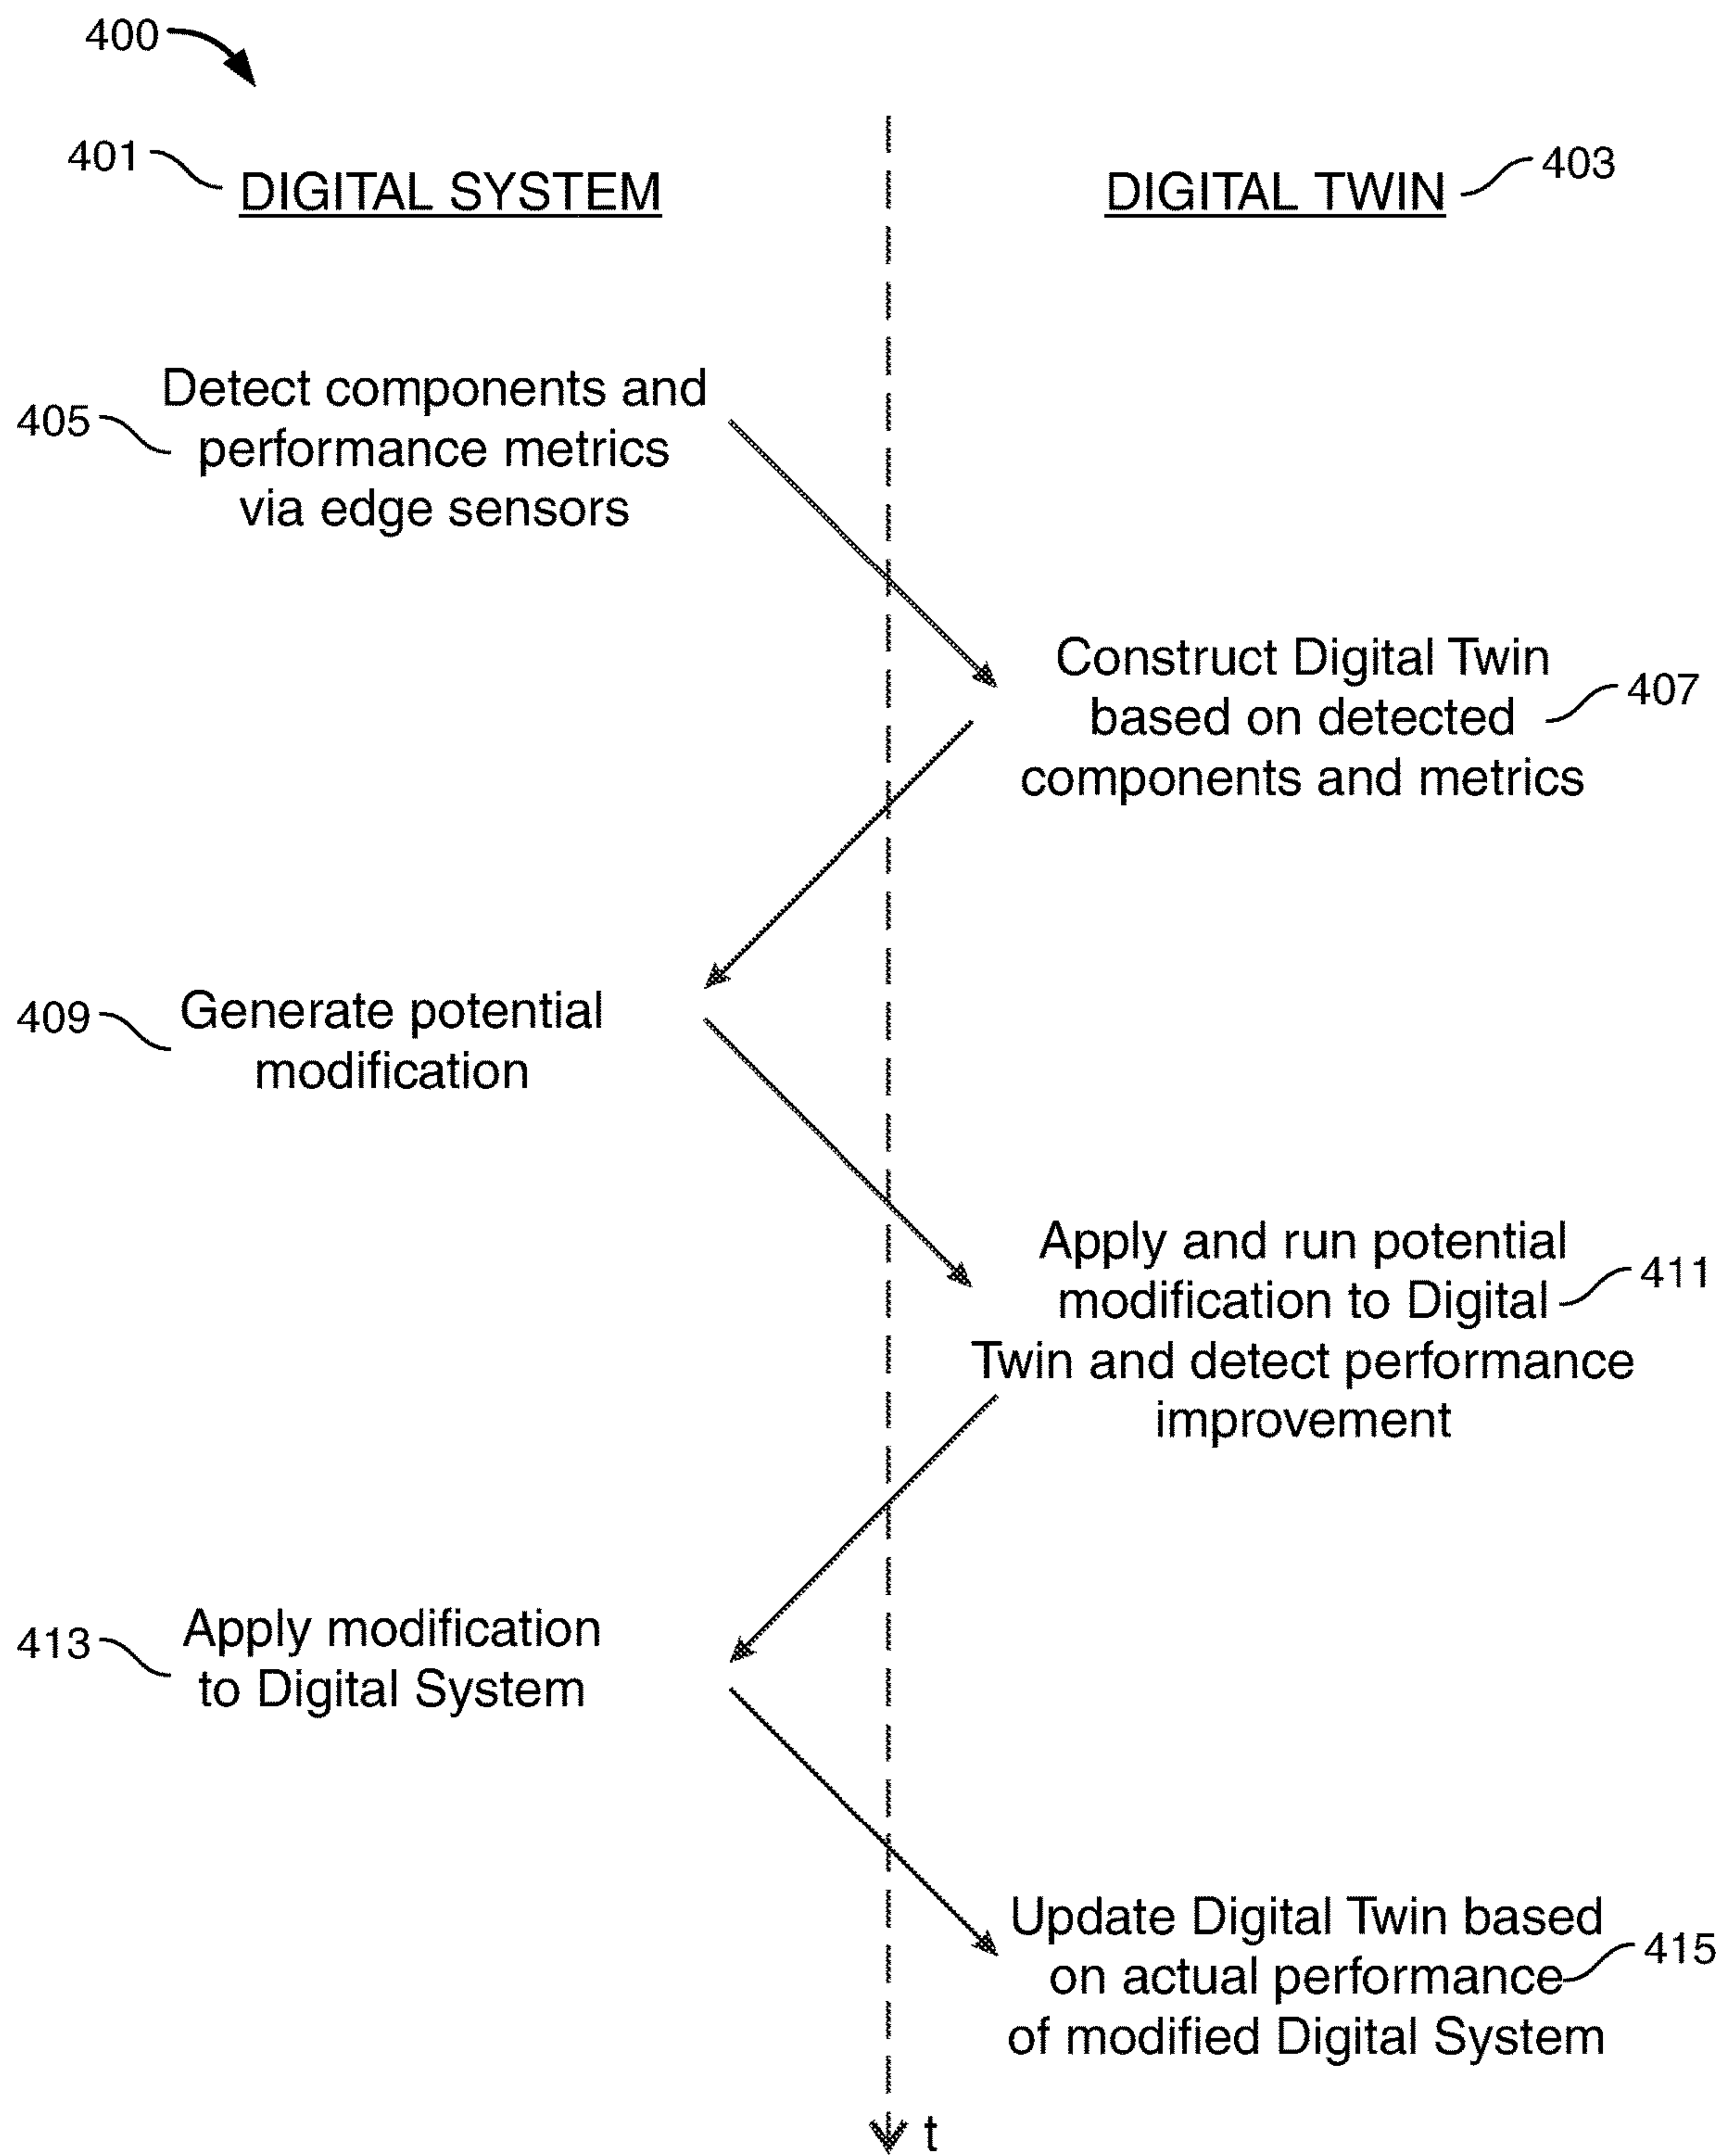 400
401
DIGITAL SYSTEM
DIGITAL TWIN
403
405
Detect components and
performance metrics
via edge sensors
Construct Digital Twin
based on detected
components and metrics
407
409
Generate potential
modification
Apply and run potential
modification to Digital
Twin and detect performance
improvement
411
413
Apply modification
to Digital System
Update Digital Twin based
on actual performance
of modified Digital System
415
t